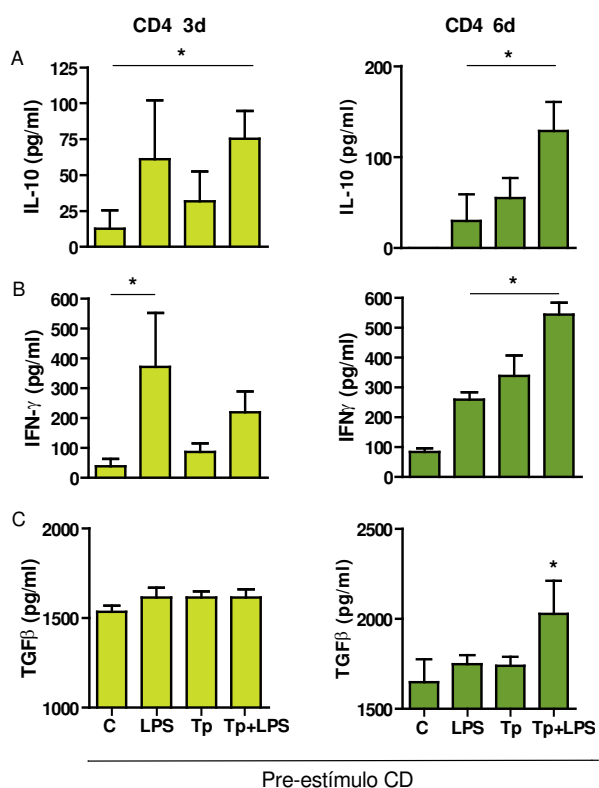 CD4 3d
CD4 6d
A
*
*
IL-10 (pg/ml)
125
100
75
50
25
0
IL-10 (pg/ml)
200
100
0
B
*
*
IFN-γ (pg/ml)
600
500
400
300
200
100
0
IFNγ (pg/ml)
600
500
400
300
200
100
0
C
*
TGFβ (pg/ml)
2000
1500
1000
TGFβ (pg/ml)
2500
2000
1500
C LPS Tp Tp+LPS
C LPS Tp Tp+LPS
Pre-estímulo CD